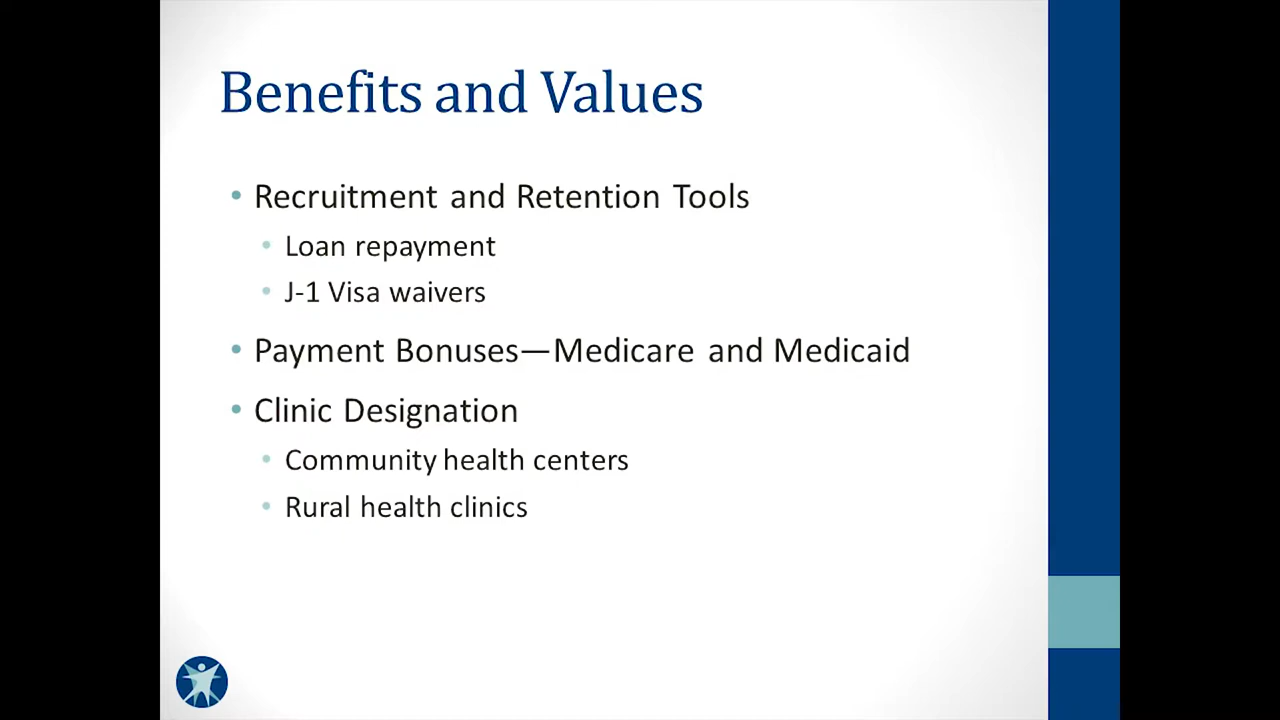 Benefits and Values
• Recruitment and Retention Tools
• Loan repayment
• J-1 Visa waivers
• Payment Bonuses—Medicare and Medicaid
• Clinic Designation
• Community health centers
• Rural health clinics